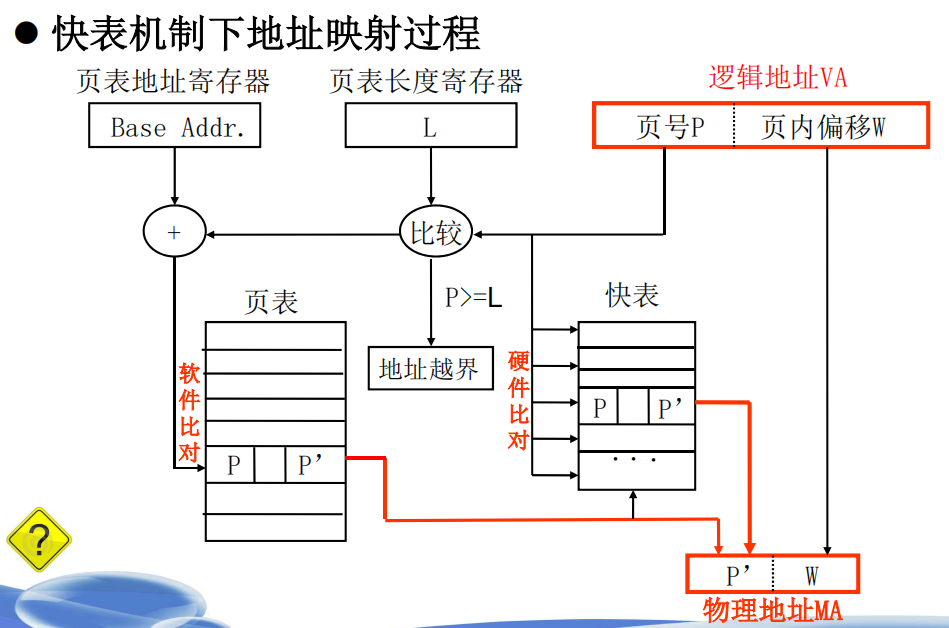 ● 快表机制下地址映射过程
页表地址寄存器
页表长度寄存器
逻辑地址VA
Base Addr.
L
页号P
页内偏移W
+
比较
页表
P>=L
快表
地址越界
软件比对
硬件比对
P
P’
P
P’
···
?
P’
W
物理地址MA